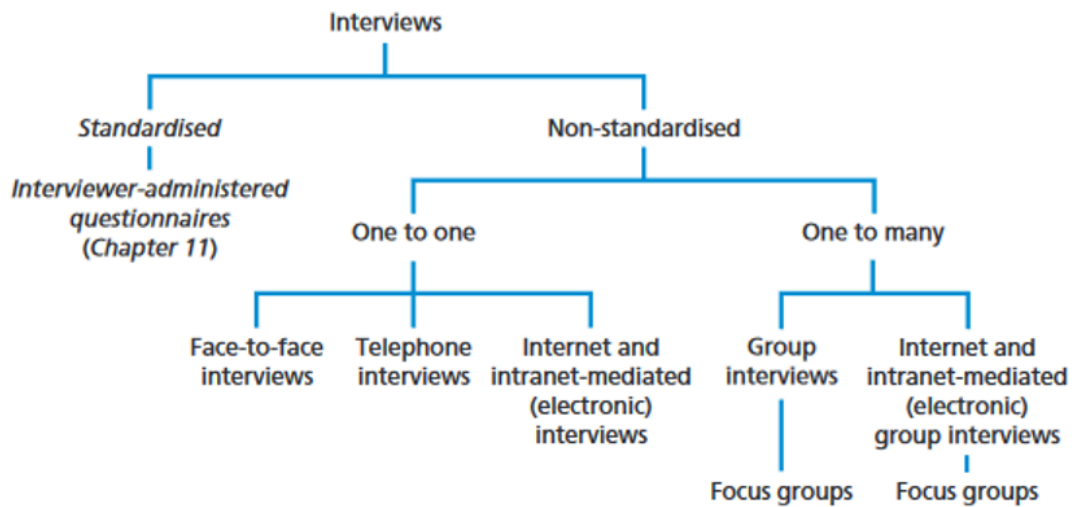 Interviews
Standardised
Non-standardised
Interviewer-administered
questionnaires
(Chapter 11)
One to one
One to many
Face-to-face
interviews
Telephone
interviews
Internet and
intranet-mediated
(electronic)
interviews
Group
interviews
Internet and
intranet-mediated
(electronic)
group interviews
Focus groups
Focus groups